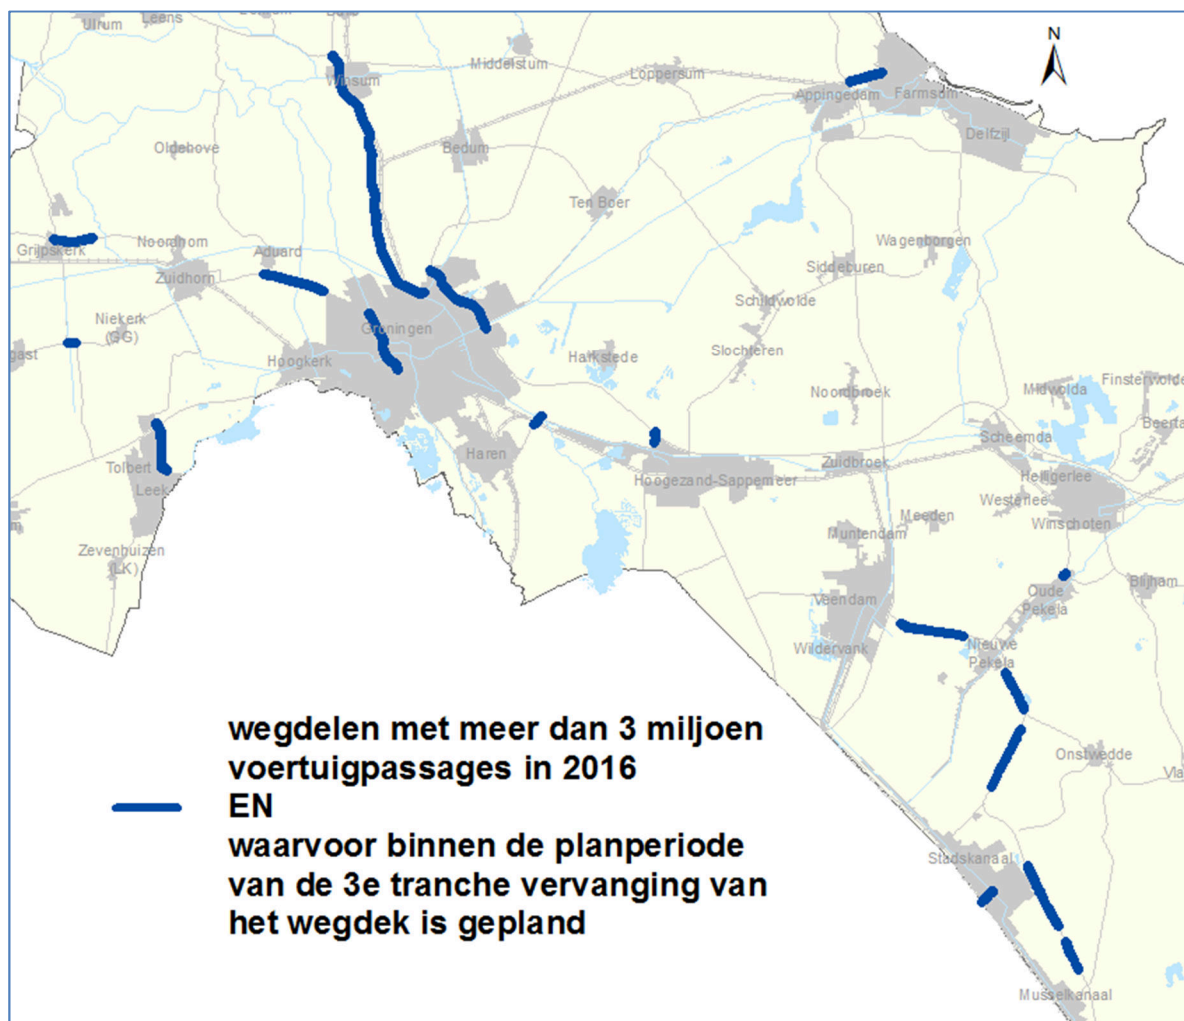 Ulrum
Leens
N
Winsum
Middelstum
Loppersum
Appingedam
Farmsom
Delfzijl
Oldehove
Bedum
Ten Boer
Grijpskerk
Noordhorn
Aduard
Zuidhorn
Wagenborgen
Siddeburen
Schildwolde
Niekerk
(GG)
Groningen
Hoogkerk
Harkstede
Slochteren
gast
Noordbroek
Midwolda
Finsterwolde
Beerta
Scheemda
Tolbert
Leek
Haren
Hoogezand-Sappemeer
Zuidbroek
Heiligerlee
Westerlee
Winschoten
Meeden
Muntendam
Zevenhuizen
(LK)
Veendam
Oude
Pekela
Blijham
Wildervank
Nieuwe
Pekela
Onstwedde
Vla
Stadskanaal
Musselkanaal
wegdelen met meer dan 3 miljoen
voertuigpassages in 2016
EN
waarvoor binnen de planperiode
van de 3e tranche vervanging van
het wegdek is gepland